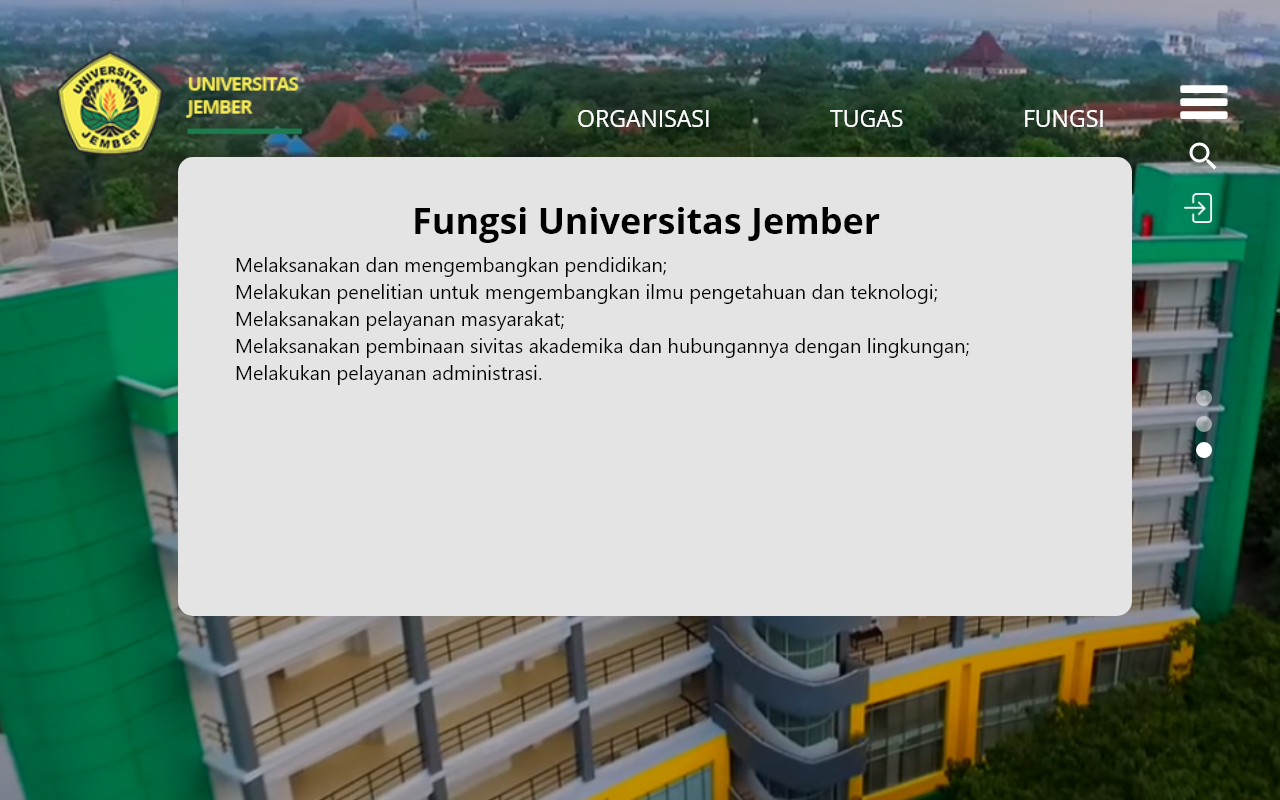 UNIVERSITAS
JEMBER
UNIVERSITAS
JEMBER
ORGANISASI
TUGAS
FUNGSI
Fungsi Universitas Jember
Melaksanakan dan mengembangkan pendidikan;
Melakukan penelitian untuk mengembangkan ilmu pengetahuan dan teknologi;
Melaksanakan pelayanan masyarakat;
Melaksanakan pembinaan sivitas akademika dan hubungannya dengan lingkungan;
Melakukan pelayanan administrasi.